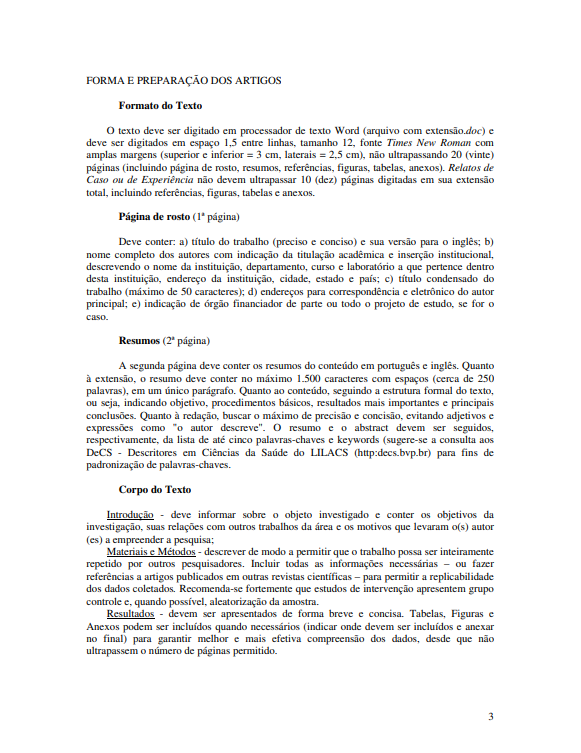 FORMA E PREPARAÇÃO DOS ARTIGOS
Formato do Texto
O texto deve ser digitado em processador de texto Word (arquivo com extensão.doc) e
deve ser digitados em espaço 1,5 entre linhas, tamanho 12, fonte Times New Roman com
amplas margens (superior e inferior = 3 cm, laterais = 2,5 cm), não ultrapassando 20 (vinte)
páginas (incluindo página de rosto, resumos, referências, figuras, tabelas, anexos). Relatos de
Caso ou de Experiência não devem ultrapassar 10 (dez) páginas digitadas em sua extensão
total, incluindo referências, figuras, tabelas e anexos.
Página de rosto (1ª página)
Deve conter: a) título do trabalho (preciso e conciso) e sua versão para o inglês; b)
nome completo dos autores com indicação da titulação acadêmica e inserção institucional,
descrevendo o nome da instituição, departamento, curso e laboratório a que pertence dentro
desta instituição, endereço da instituição, cidade, estado e país; c) título condensado do
trabalho (máximo de 50 caracteres); d) endereços para correspondência e eletrônico do autor
principal; e) indicação de órgão financiador de parte ou todo o projeto de estudo, se for o
caso.
Resumos (2ª página)
A segunda página deve conter os resumos do conteúdo em português e inglês. Quanto
à extensão, o resumo deve conter no máximo 1.500 caracteres com espaços (cerca de 250
palavras), em um único parágrafo. Quanto ao conteúdo, seguindo a estrutura formal do texto,
ou seja, indicando objetivo, procedimentos básicos, resultados mais importantes e principais
conclusões. Quanto à redação, buscar o máximo de precisão e concisão, evitando adjetivos e
expressões como "o autor descreve". O resumo e o abstract devem ser seguidos,
respectivamente, da lista de até cinco palavras-chaves e keywords (sugere-se a consulta aos
DeCS - Descritores em Ciências da Saúde do LILACS (http:decs.bvp.br) para fins de
padronização de palavras-chaves.
Corpo do Texto
Introdução - deve informar sobre o objeto investigado e conter os objetivos da
investigação, suas relações com outros trabalhos da área e os motivos que levaram o(s) autor
(es) a empreender a pesquisa;
Materiais e Métodos - descrever de modo a permitir que o trabalho possa ser inteiramente
repetido por outros pesquisadores. Incluir todas as informações necessárias – ou fazer
referências a artigos publicados em outras revistas científicas – para permitir a replicabilidade
dos dados coletados. Recomenda-se fortemente que estudos de intervenção apresentem grupo
controle e, quando possível, aleatorização da amostra.
Resultados - devem ser apresentados de forma breve e concisa. Tabelas, Figuras e
Anexos podem ser incluídos quando necessários (indicar onde devem ser incluídos e anexar
no final) para garantir melhor e mais efetiva compreensão dos dados, desde que não
ultrapassem o número de páginas permitido.
3